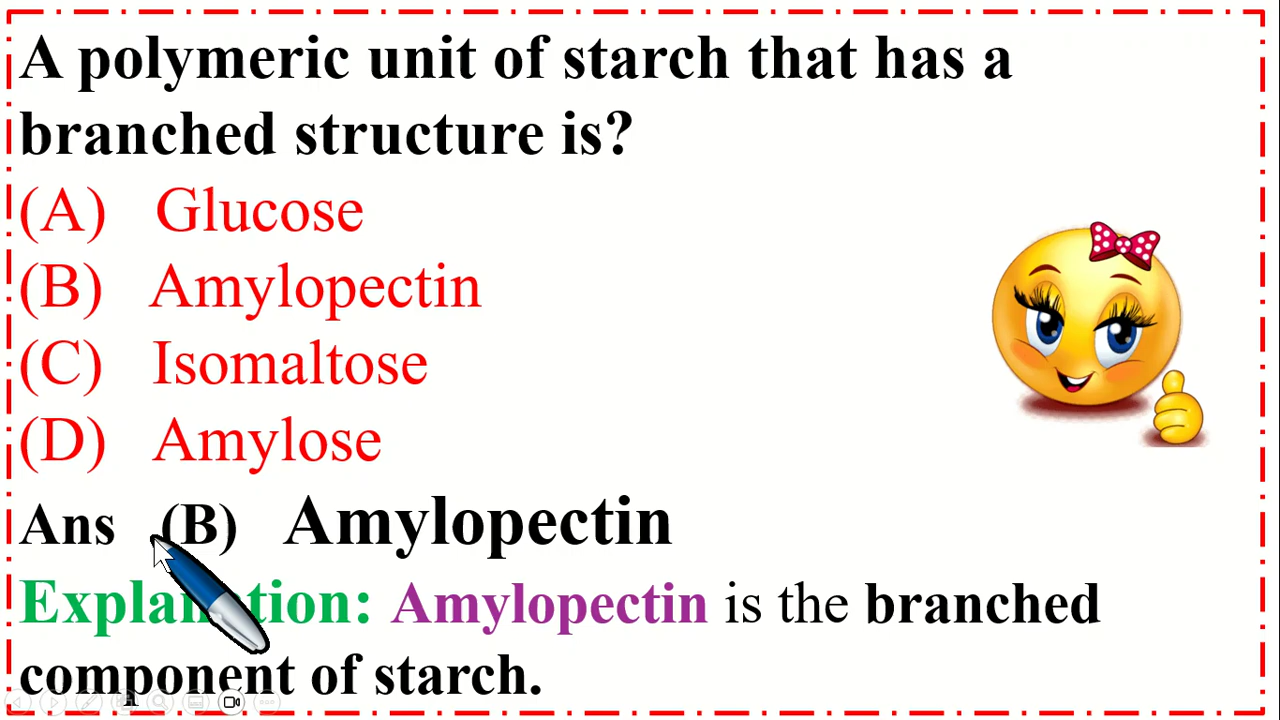 A polymeric unit of starch that has a
branched structure is?
(A) Glucose
(B) Amylopectin
(C) Isomaltose
(D) Amylose
Ans (B) Amylopectin
Explanation: Amylopectin is the branched
component of starch.